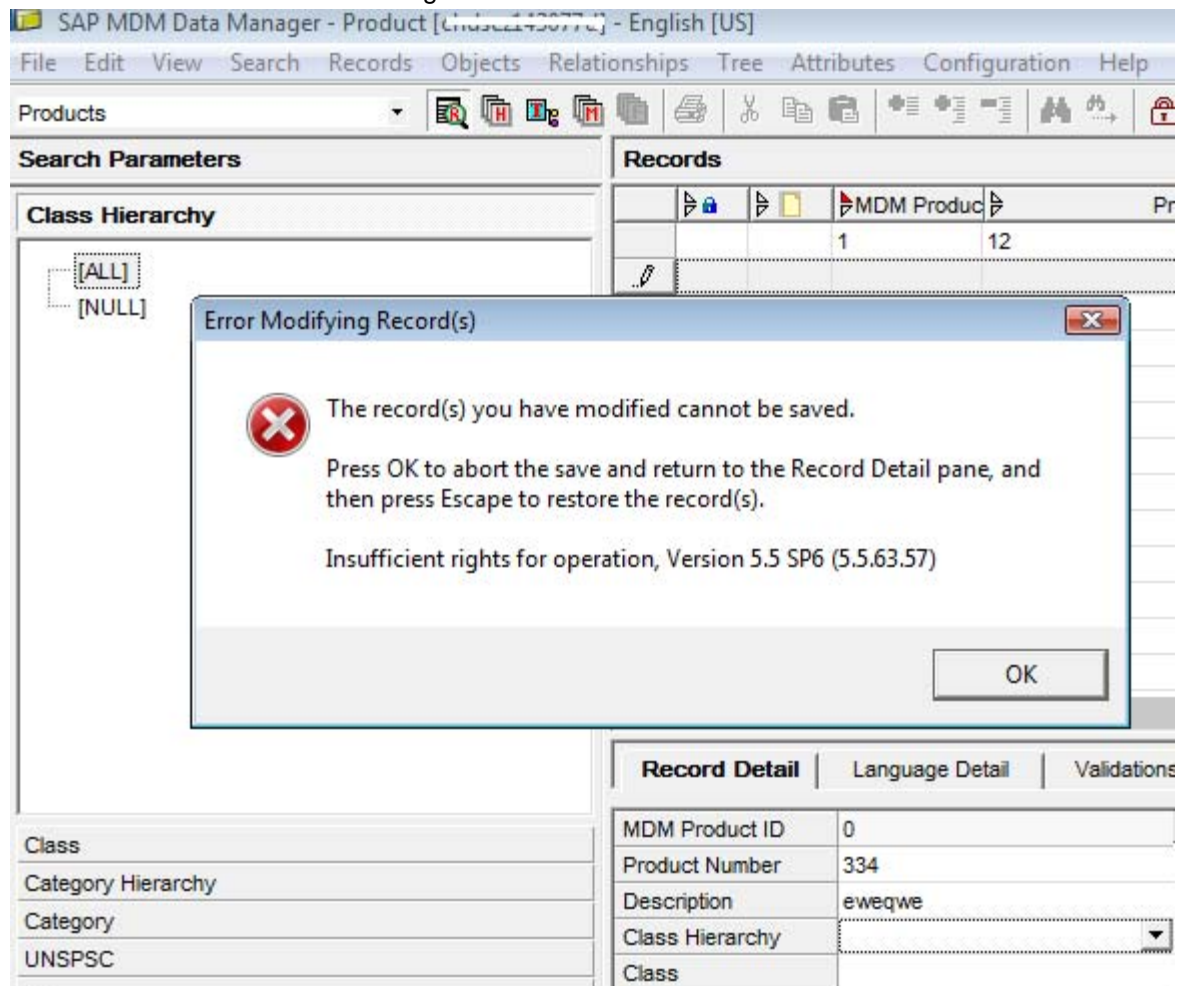 SAP MDM Data Manager - Product [ ] - English [US]
File Edit View Search Records Objects Relationships Tree Attributes Configuration Help
Products
Search Parameters
Records
Class Hierarchy
MDM Produc Pr
1 12
[ALL]
[NULL]
Error Modifying Record(s)
The record(s) you have modified cannot be saved.
Press OK to abort the save and return to the Record Detail pane, and
then press Escape to restore the record(s).
Insufficient rights for operation, Version 5.5 SP6 (5.5.63.57)
OK
Record Detail Language Detail Validations
MDM Product ID 0
Product Number 334
Description eweqwe
Class Hierarchy
Class
Class
Category Hierarchy
Category
UNSPSC